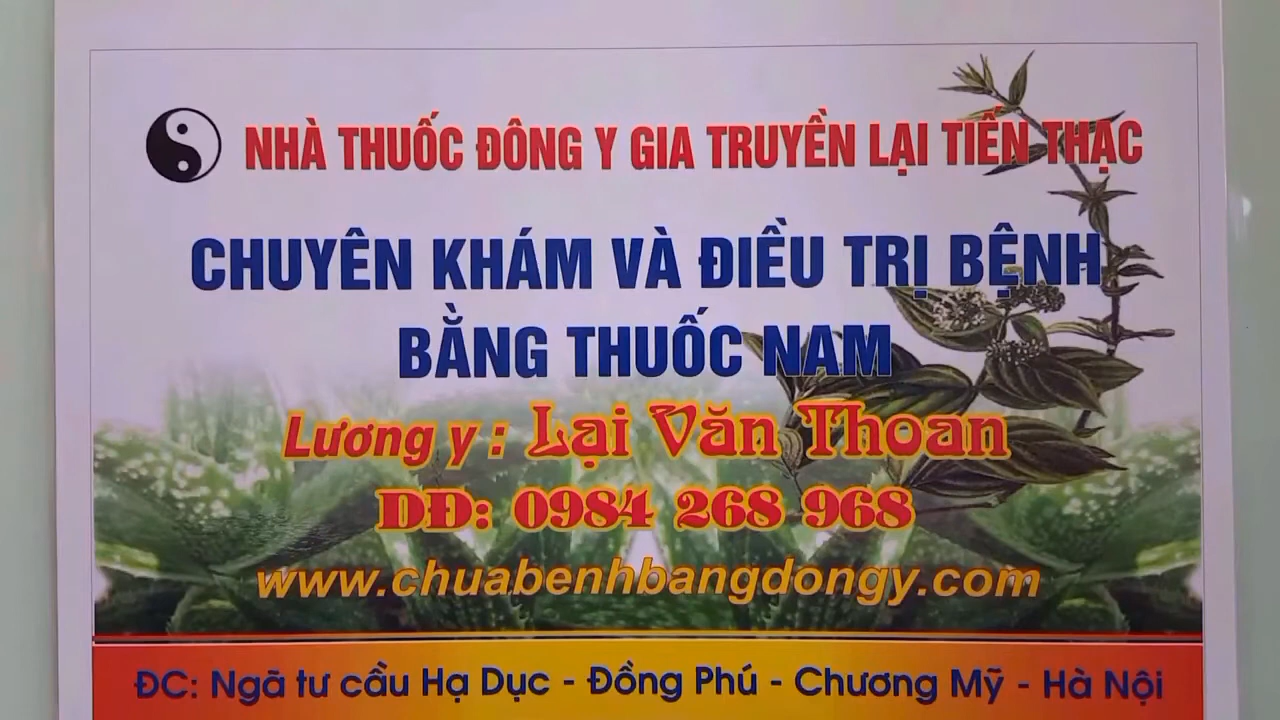 NHÀ THUỐC ĐÔNG Y GIA TRUYỀN LẠI TIẾN THẠC
CHUYÊN KHÁM VÀ ĐIỀU TRỊ BỆNH
BẰNG THUỐC NAM
Lương y : Lại Văn Thoan
DĐ: 0984 268 968
www.chuabenhbangdongy.com
ĐC: Ngã tư cầu Hạ Dục - Đồng Phú - Chương Mỹ - Hà Nội